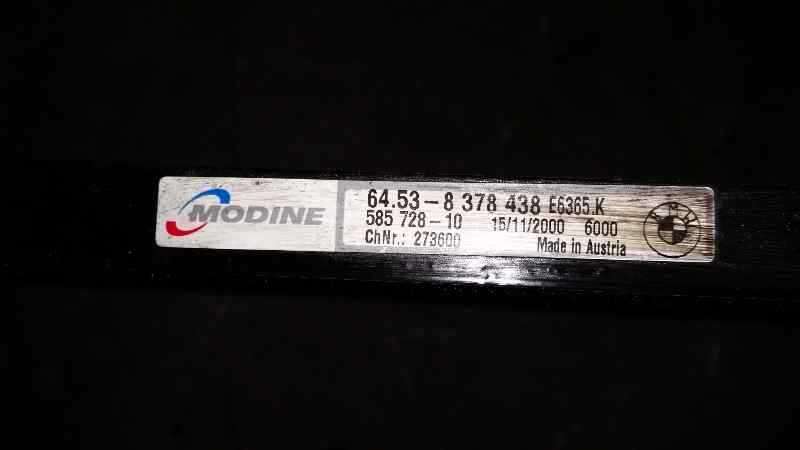 MODINE
64.53-8 378 438 E6365.K
585 728-10 15/11/2000 6000
ChNr.: 273600 Made in Austria
BMW